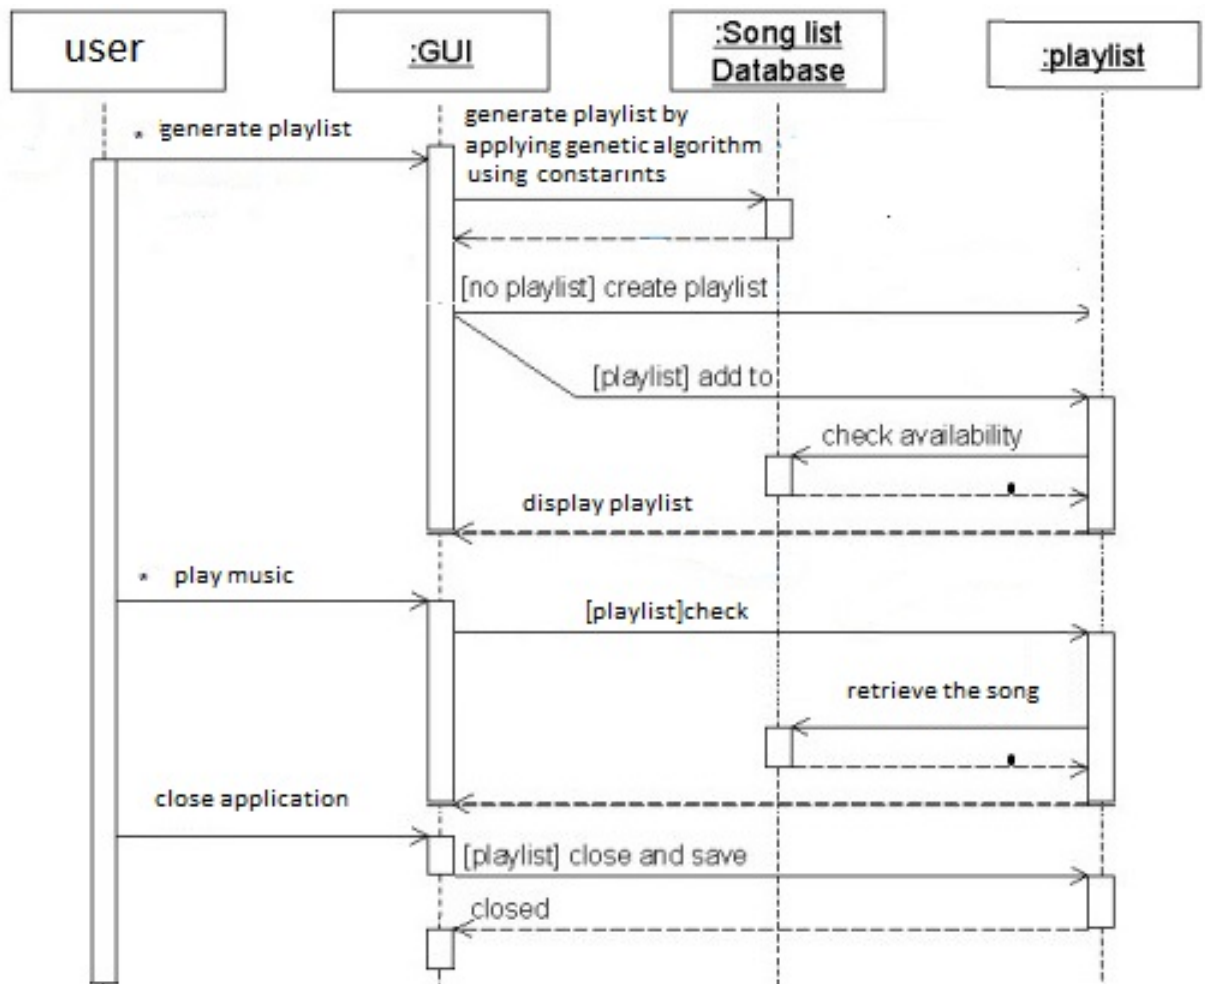 user
:GUI
:Song list
Database
:playlist
* generate playlist
generate playlist by
applying genetic algorithm
using constarints
[no playlist] create playlist
[playlist] add to
check availability
display playlist
* play music
[playlist]check
retrieve the song
close application
[playlist] close and save
closed